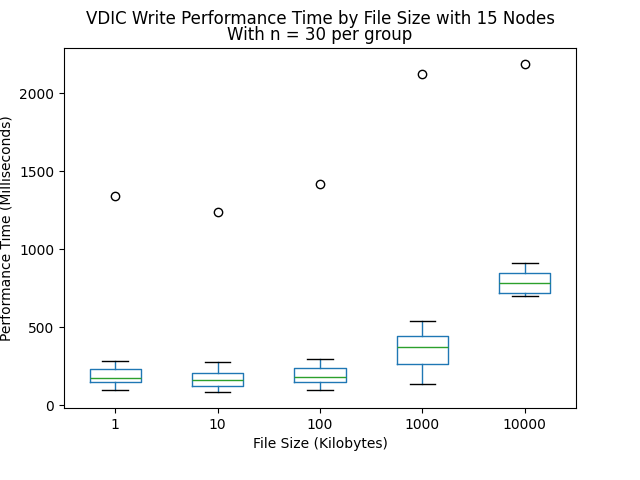 VDIC Write Performance Time by File Size with 15 Nodes
With n = 30 per group
2000
1500
1000
500
0
Performance Time (Milliseconds)
1 10 100 1000 10000
File Size (Kilobytes)